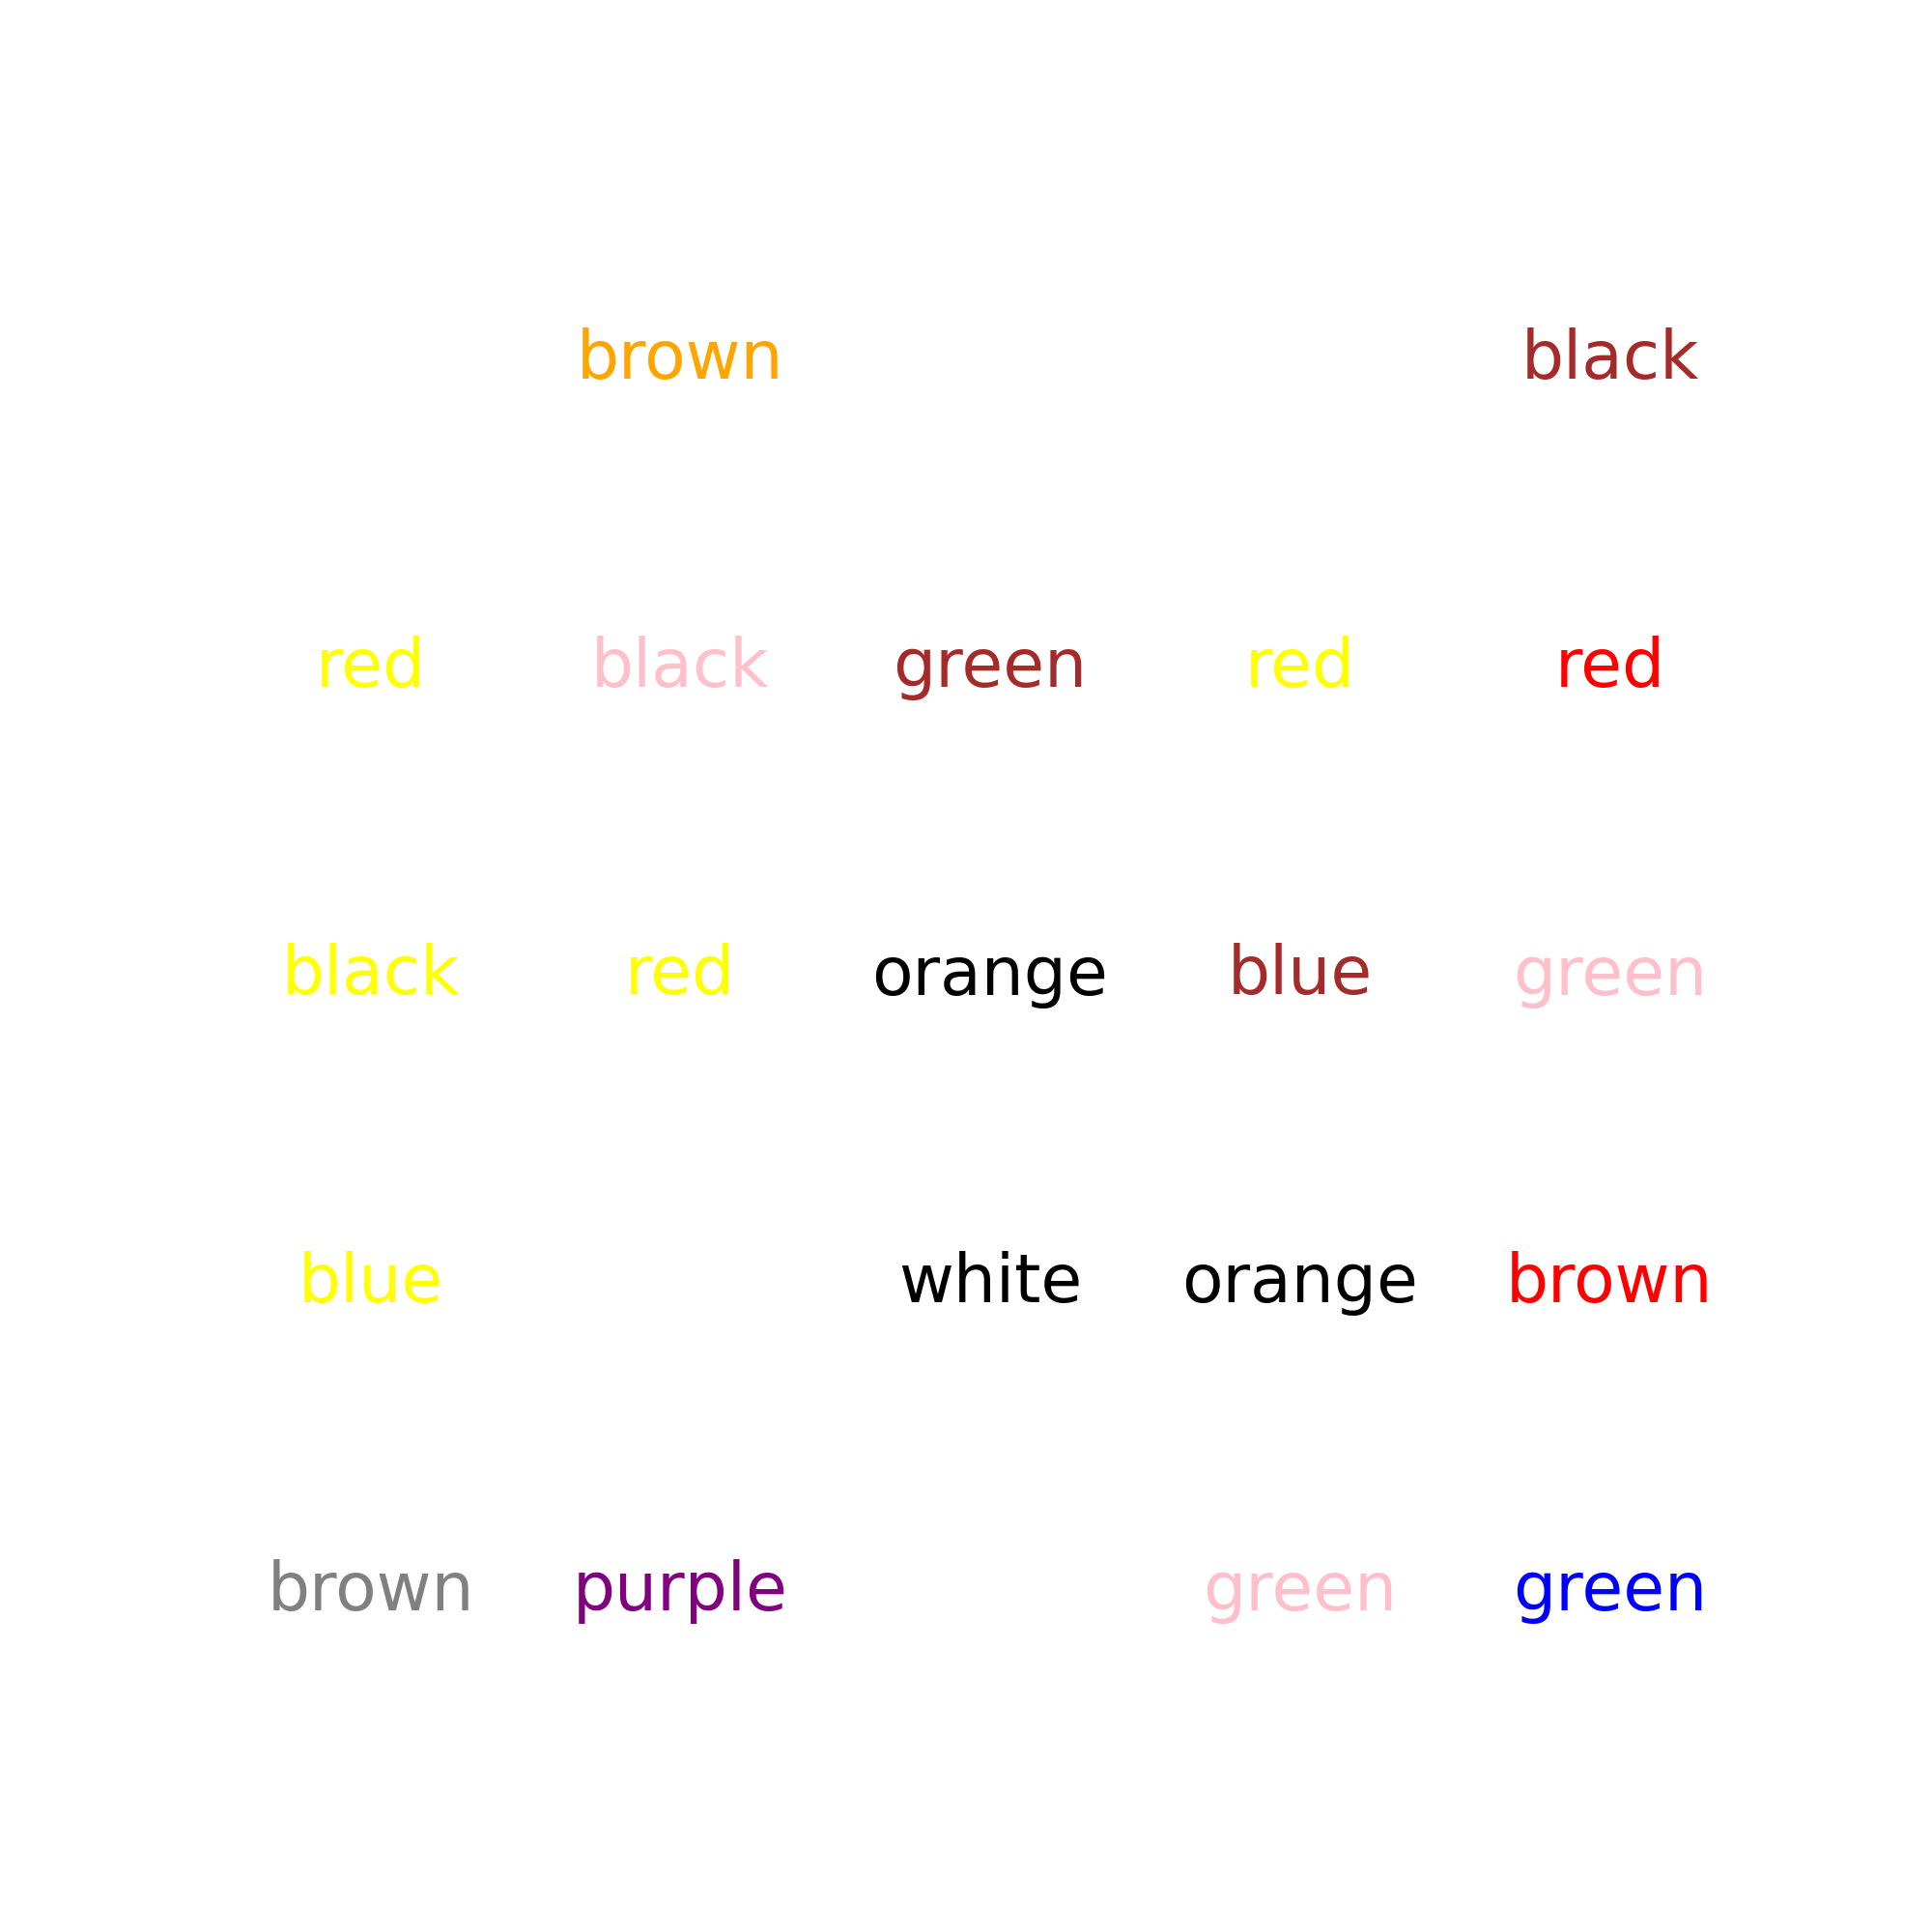 brown black
red black green red red
black red orange blue green
blue white orange brown
brown purple green green